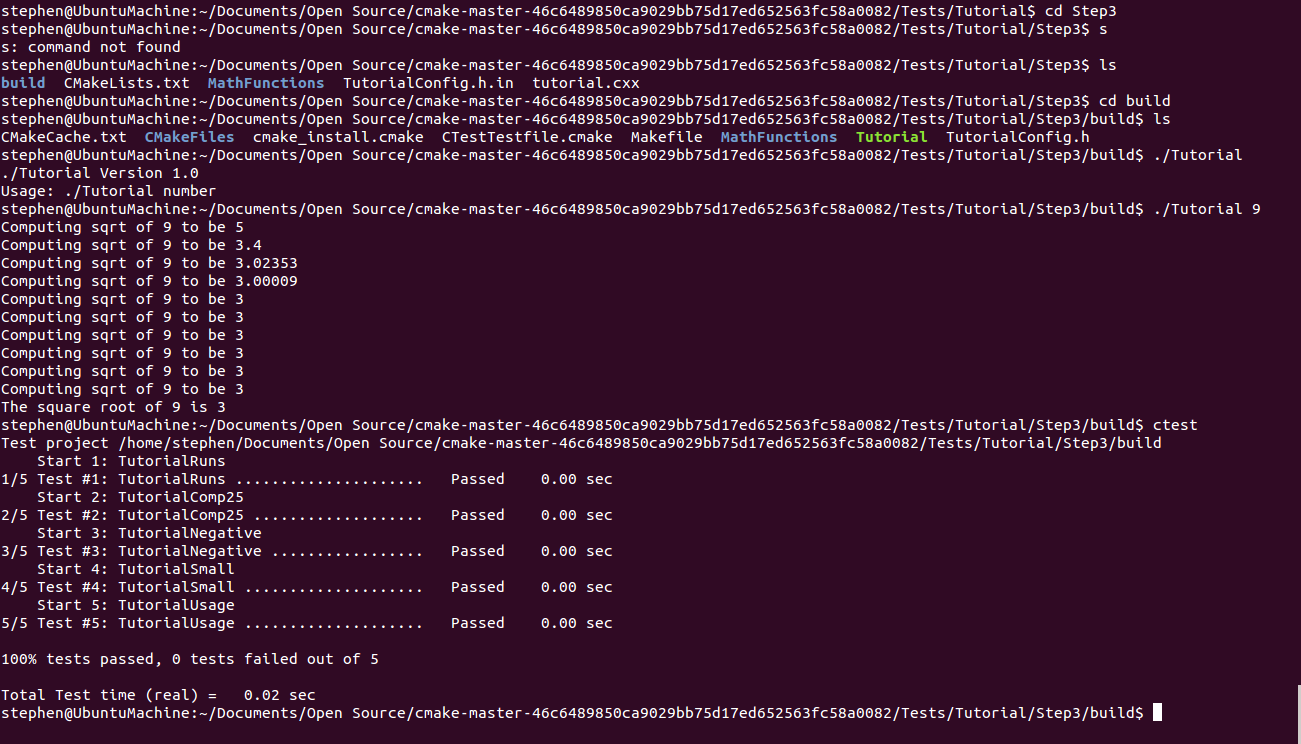 stephen@UbuntuMachine:~/Documents/Open Source/cmake-master-46c6489850ca9029bb75d17ed652563fc58a0082/Tests/Tutorial$ cd Step3
stephen@UbuntuMachine:~/Documents/Open Source/cmake-master-46c6489850ca9029bb75d17ed652563fc58a0082/Tests/Tutorial/Step3$ s
s: command not found
stephen@UbuntuMachine:~/Documents/Open Source/cmake-master-46c6489850ca9029bb75d17ed652563fc58a0082/Tests/Tutorial/Step3$ ls
build  CMakeLists.txt  MathFunctions  TutorialConfig.h.in  tutorial.cxx
stephen@UbuntuMachine:~/Documents/Open Source/cmake-master-46c6489850ca9029bb75d17ed652563fc58a0082/Tests/Tutorial/Step3$ cd build
stephen@UbuntuMachine:~/Documents/Open Source/cmake-master-46c6489850ca9029bb75d17ed652563fc58a0082/Tests/Tutorial/Step3/build$ ls
CMakeCache.txt  CMakeFiles  cmake_install.cmake  CTestTestfile.cmake  Makefile  MathFunctions  Tutorial  TutorialConfig.h
stephen@UbuntuMachine:~/Documents/Open Source/cmake-master-46c6489850ca9029bb75d17ed652563fc58a0082/Tests/Tutorial/Step3/build$ ./Tutorial
./Tutorial Version 1.0
Usage: ./Tutorial number
stephen@UbuntuMachine:~/Documents/Open Source/cmake-master-46c6489850ca9029bb75d17ed652563fc58a0082/Tests/Tutorial/Step3/build$ ./Tutorial 9
Computing sqrt of 9 to be 5
Computing sqrt of 9 to be 3.4
Computing sqrt of 9 to be 3.02353
Computing sqrt of 9 to be 3.00009
Computing sqrt of 9 to be 3
Computing sqrt of 9 to be 3
Computing sqrt of 9 to be 3
Computing sqrt of 9 to be 3
Computing sqrt of 9 to be 3
Computing sqrt of 9 to be 3
The square root of 9 is 3
stephen@UbuntuMachine:~/Documents/Open Source/cmake-master-46c6489850ca9029bb75d17ed652563fc58a0082/Tests/Tutorial/Step3/build$ ctest
Test project /home/stephen/Documents/Open Source/cmake-master-46c6489850ca9029bb75d17ed652563fc58a0082/Tests/Tutorial/Step3/build
    Start 1: TutorialRuns
1/5 Test #1: TutorialRuns .....................   Passed    0.00 sec
    Start 2: TutorialComp25
2/5 Test #2: TutorialComp25 ...................   Passed    0.00 sec
    Start 3: TutorialNegative
3/5 Test #3: TutorialNegative .................   Passed    0.00 sec
    Start 4: TutorialSmall
4/5 Test #4: TutorialSmall ....................   Passed    0.00 sec
    Start 5: TutorialUsage
5/5 Test #5: TutorialUsage ....................   Passed    0.00 sec
100% tests passed, 0 tests failed out of 5
Total Test time (real) =   0.02 sec
stephen@UbuntuMachine:~/Documents/Open Source/cmake-master-46c6489850ca9029bb75d17ed652563fc58a0082/Tests/Tutorial/Step3/build$